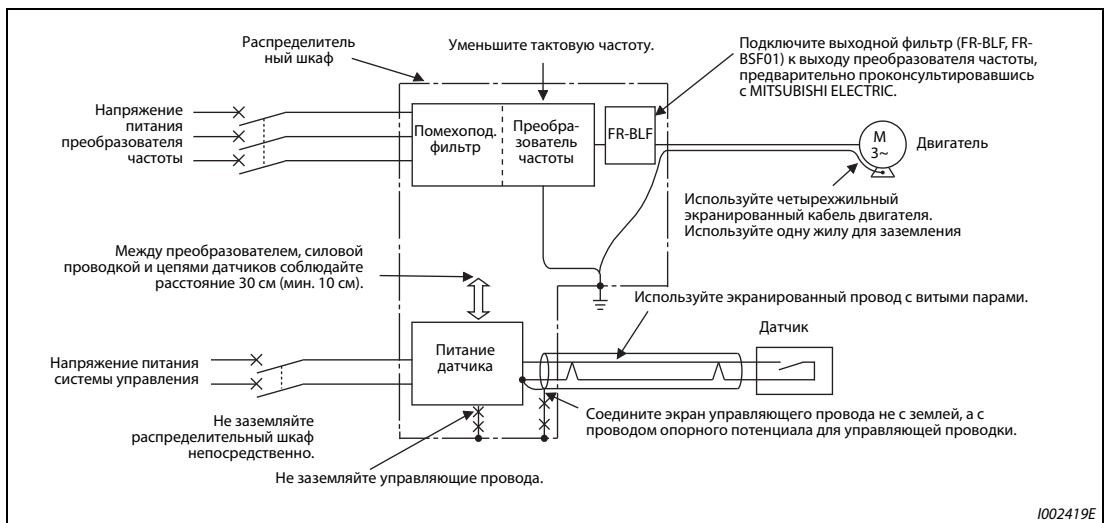 Распределитель
ный шкаф
Уменьшите тактовую частоту.
Подключите выходной фильтр (FR-BLF, FR-
BSF01) к выходу преобразователя частоты,
предварительно проконсультировавшись
с MITSUBISHI ELECTRIC.
Напряжение
питания
преобразователя
частоты
Помехопод.
фильтр
Преобра-
зователь
частоты
FR-BLF
M
3~
Двигатель
Используйте четырехжильный
экранированный кабель двигателя.
Используйте одну жилу для заземления
Между преобразователем, силовой
проводкой и цепями датчиков соблюдайте
расстояние 30 см (мин. 10 см).
Используйте экранированный провод с витыми парами.
Датчик
Напряжение питания
системы управления
Питание
датчика
Соедините экран управляющего провода не с землей, а с
проводом опорного потенциала для управляющей проводки.
Не заземляйте
распределительный шкаф
непосредственно.
Не заземляйте управляющие провода.
I002419E